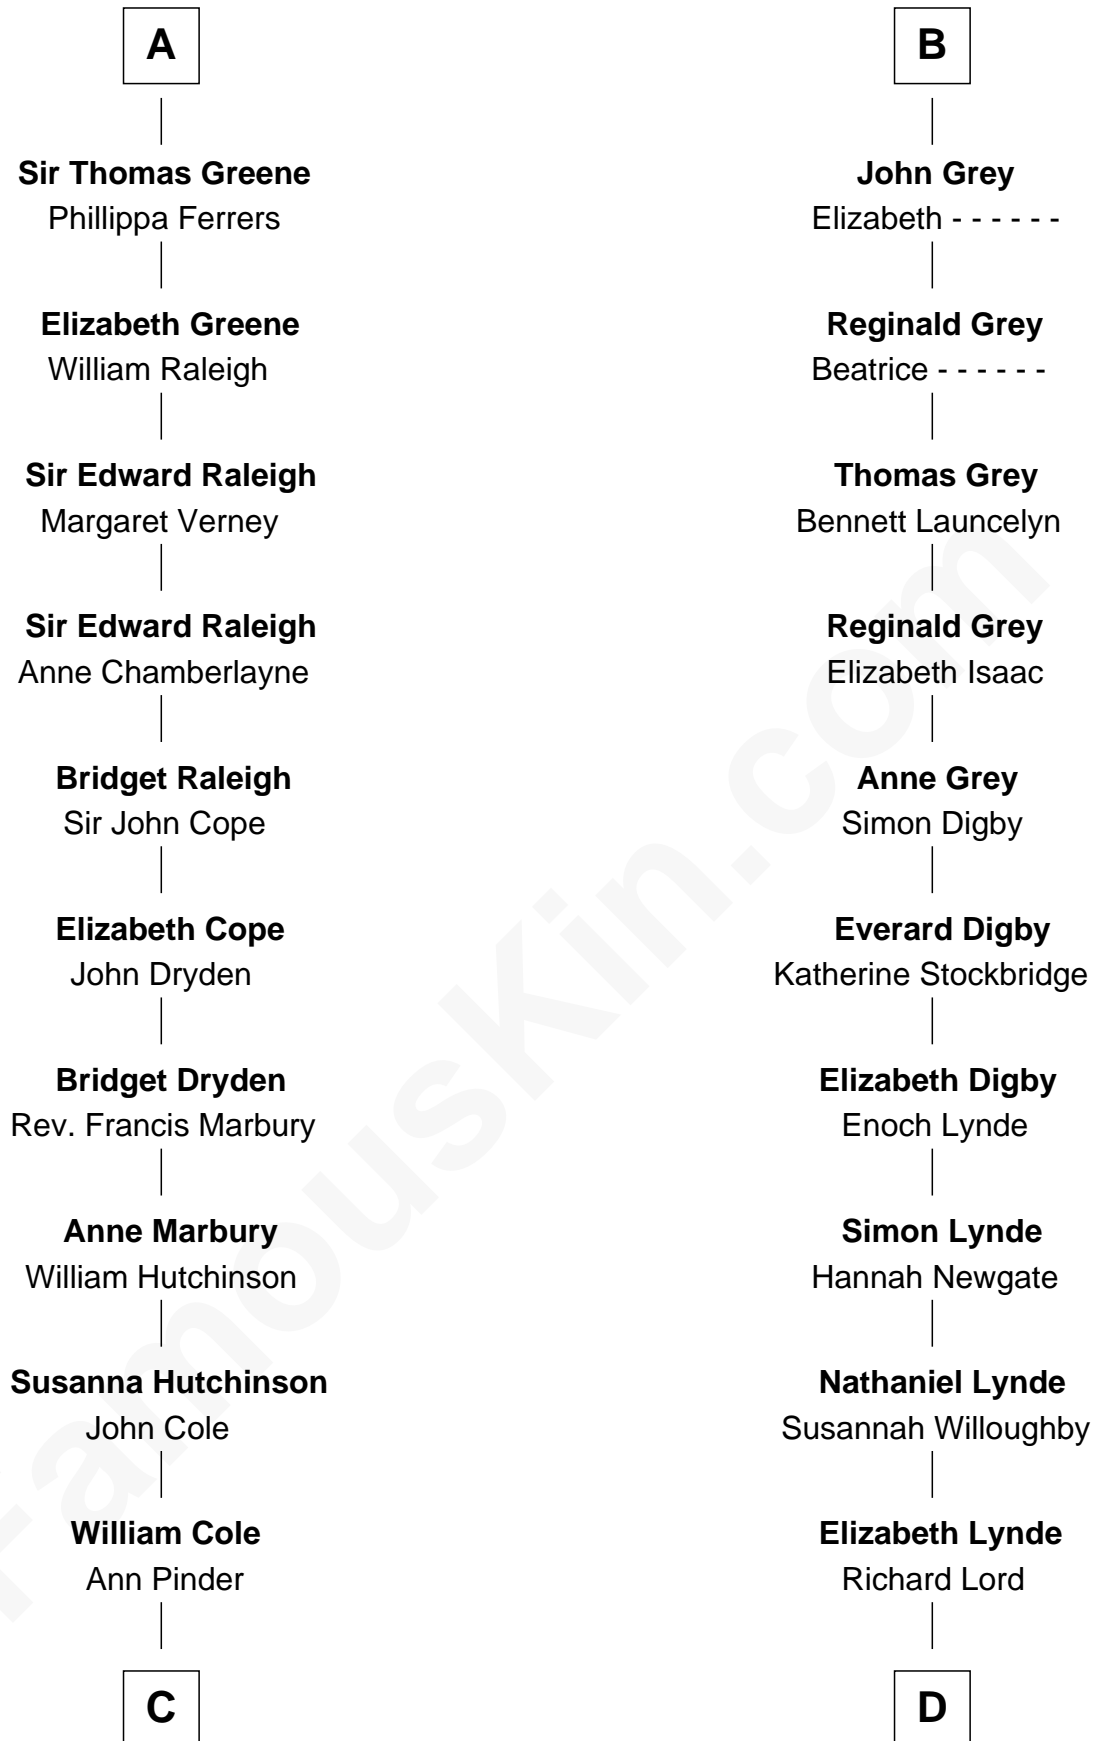 A
Sir Thomas Greene
Phillippa Ferrers
Elizabeth Greene
William Raleigh
Sir Edward Raleigh
Margaret Verney
Sir Edward Raleigh
Anne Chamberlayne
Bridget Raleigh
Sir John Cope
Elizabeth Cope
John Dryden
Bridget Dryden
Rev. Francis Marbury
Anne Marbury
William Hutchinson
Susanna Hutchinson
John Cole
William Cole
Ann Pinder
C
B
John Grey
Elizabeth - - - - - -
Reginald Grey
Beatrice - - - - - -
Thomas Grey
Bennett Launcelyn
Reginald Grey
Elizabeth Isaac
Anne Grey
Simon Digby
Everard Digby
Katherine Stockbridge
Elizabeth Digby
Enoch Lynde
Simon Lynde
Hannah Newgate
Nathaniel Lynde
Susannah Willoughby
Elizabeth Lynde
Richard Lord
D
FamousKin.com